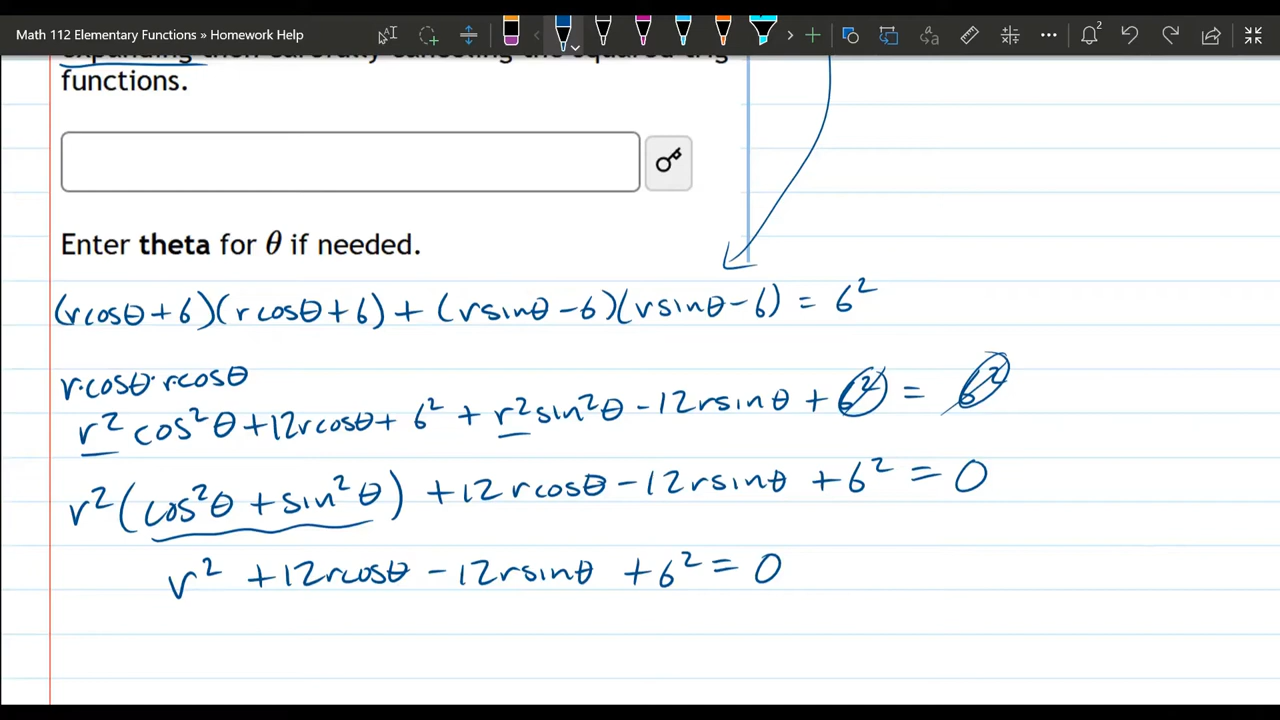 Math 112 Elementary Functions » Homework Help
functions.
Enter theta for θ if needed.
(rcosθ+6)(rcosθ+6)+(rsinθ-6)(rsinθ-6) = 6²
r·cosθ·rcosθ
r²cos²θ+12rcosθ+6²+r²sin²θ-12rsinθ+6² = 6²
r²(cos²θ+sin²θ)+12rcosθ-12rsinθ+6²=0
r²+12rcosθ-12rsinθ+6²=0